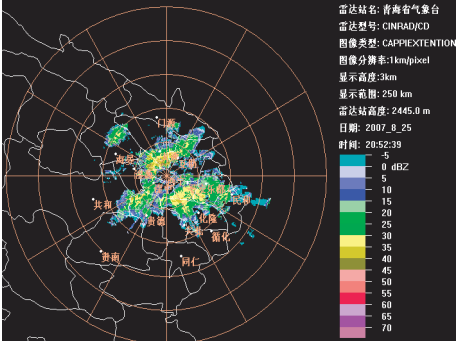 雷达站名: 青海省气象台
雷达型号: CINRAD/CD
图像类型: CAPPIEXTENTION
图像分辨率:1km/pixel
显示高度:3km
显示范围: 250 km
雷达站高度: 2445.0 m
日期: 2007_8_25
时间: 20:52:39
-5
0 dBZ
5
10
15
20
25
30
35
40
45
50
55
60
65
70
门源
海晏
共和
贵德
化隆
循化
贵南
同仁